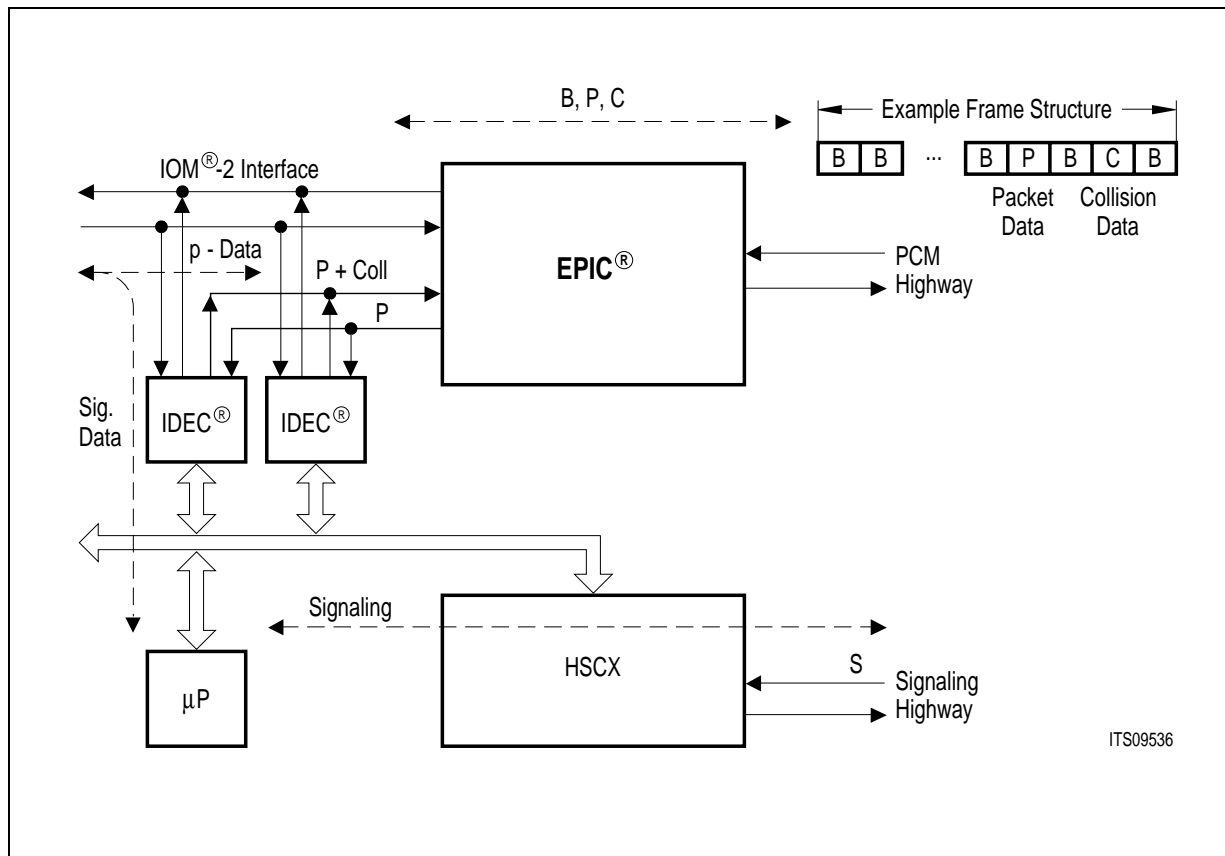 B, P, C
Example Frame Structure
B B ... B P B C B
Packet
Data
Collision
Data
IOM®-2 Interface
p - Data
P + Coll
P
EPIC®
PCM
Highway
Sig.
Data
IDEC®
IDEC®
Signaling
HSCX
S
Signaling
Highway
μP
ITS09536